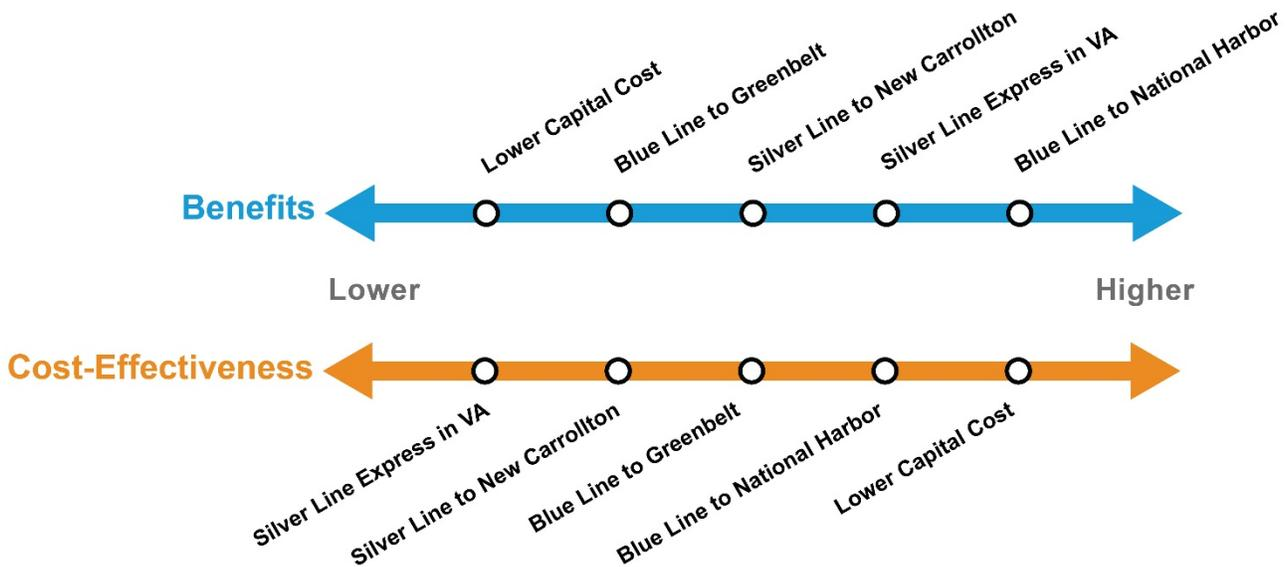 Lower Capital Cost
Blue Line to Greenbelt
Silver Line to New Carrollton
Silver Line Express in VA
Blue Line to National Harbor
Benefits
Lower
Higher
Cost-Effectiveness
Silver Line Express in VA
Silver Line to New Carrollton
Blue Line to Greenbelt
Blue Line to National Harbor
Lower Capital Cost